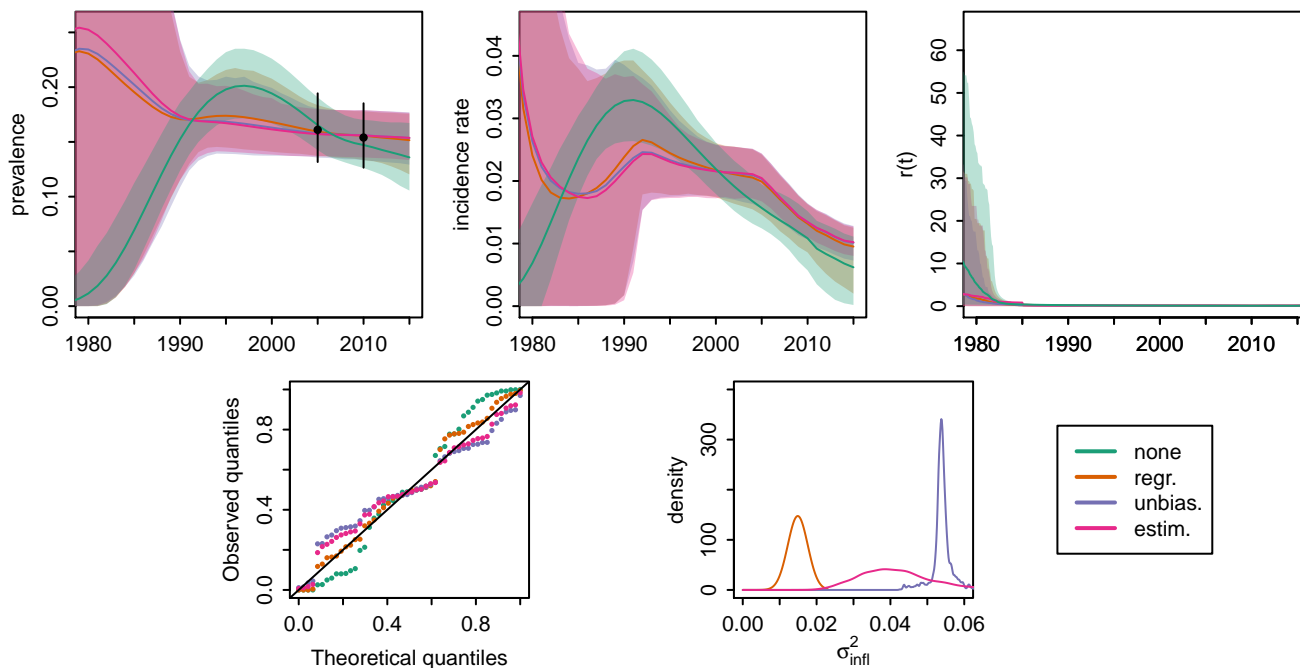 prevalence
0.00
0.10
0.20
1980 1990 2000 2010
incidence rate
0.00
0.01
0.02
0.03
0.04
1980 1990 2000 2010
r(t)
0
10
20
30
40
50
60
1980 1990 2000 2010
Observed quantiles
0.0
0.4
0.8
0.0 0.4 0.8
Theoretical quantiles
density
0
100
300
0.00 0.02 0.04 0.06
σ²infl
none
regr.
unbias.
estim.